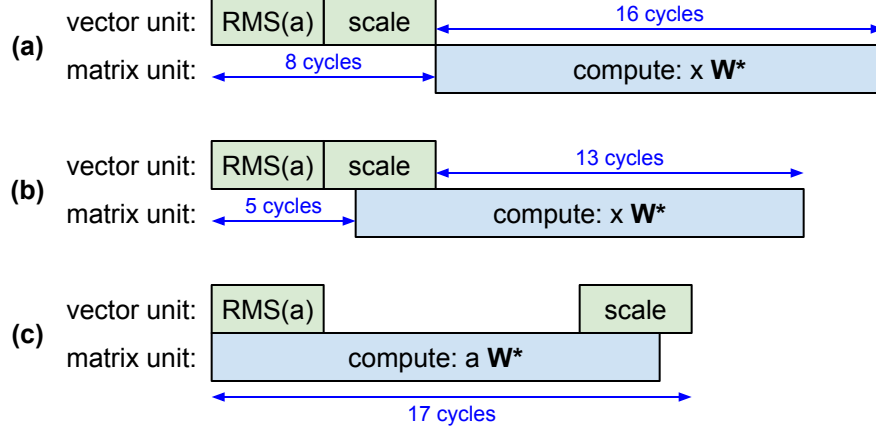 (a)
vector unit: RMS(a) scale 16 cycles
matrix unit: 8 cycles compute: x W*
(b)
vector unit: RMS(a) scale 13 cycles
matrix unit: 5 cycles compute: x W*
(c)
vector unit: RMS(a) scale
matrix unit: compute: a W*
17 cycles